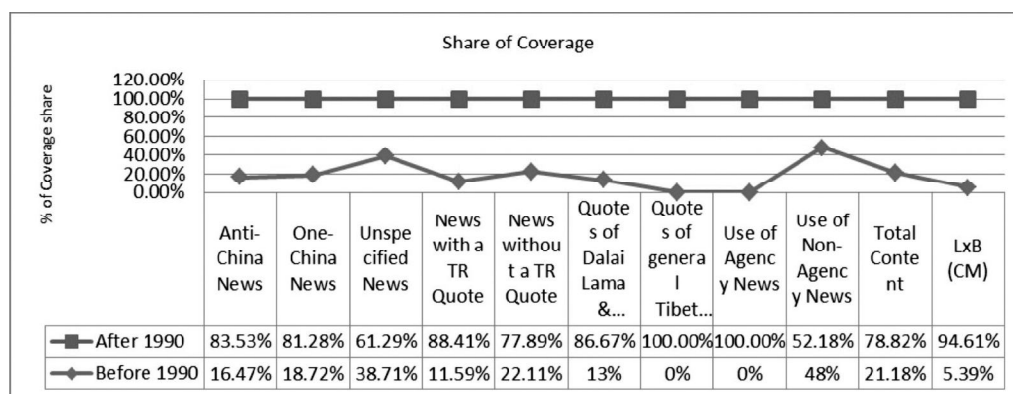 Share of Coverage
% of Coverage share
120.00%
100.00%
80.00%
60.00%
40.00%
20.00%
0.00%
Anti-
China
News
One-
China
News
Unsp
ecified
News
News
with a
TR
Quote
News
withou
t a TR
Quote
Quote
s of
Dalai
Lama
&...
Quote
s of
genera
l
Tibet...
Use of
Agenc
y News
Use of
Non-
Agenc
y News
Total
Conte
nt
LxB
(CM)
After 1990 83.53% 81.28% 61.29% 88.41% 77.89% 86.67% 100.00% 100.00% 52.18% 78.82% 94.61%
Before 1990 16.47% 18.72% 38.71% 11.59% 22.11% 13% 0% 0% 48% 21.18% 5.39%